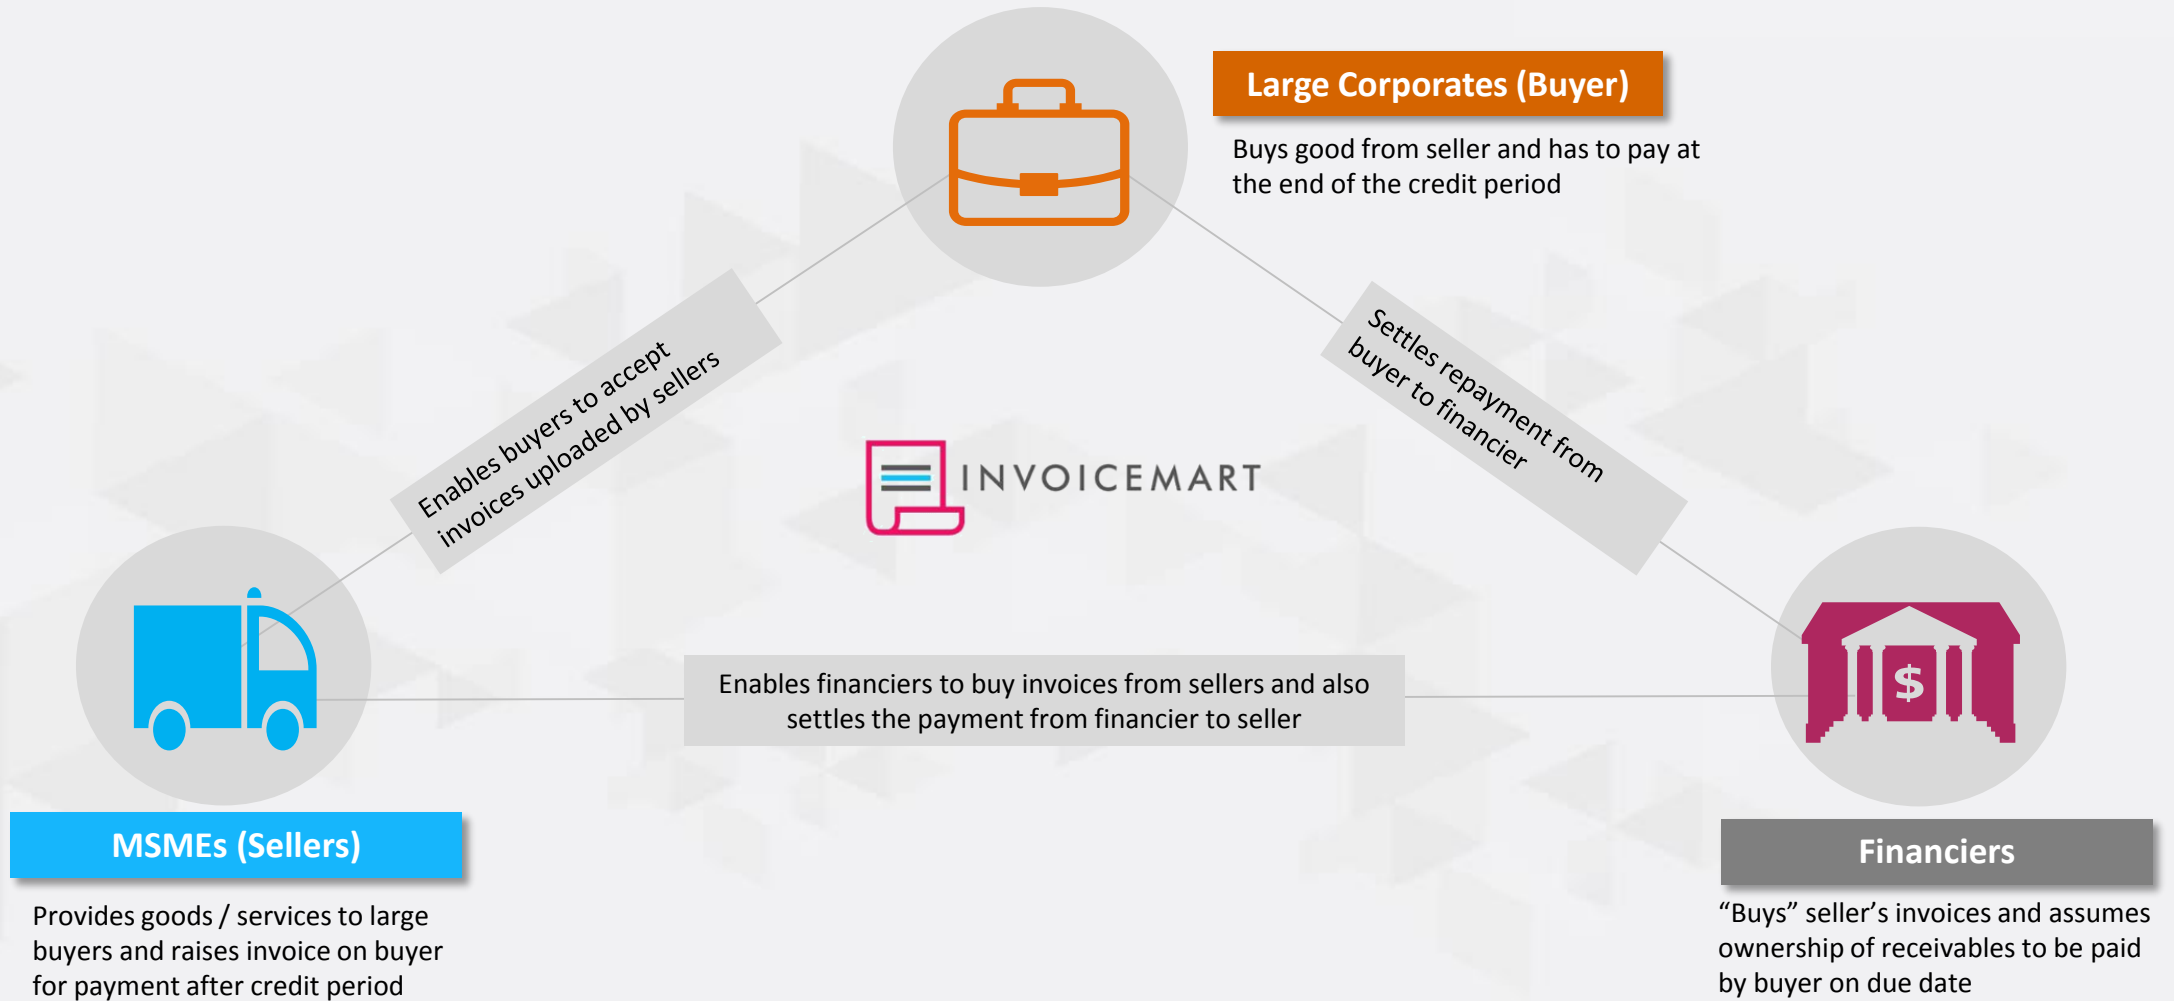 Large Corporates (Buyer)
Buys good from seller and has to pay at
the end of the credit period
Enables buyers to accept
invoices uploaded by sellers
Settles repayment from
buyer to financier
INVOICEMART
Enables financiers to buy invoices from sellers and also
settles the payment from financier to seller
$
MSMEs (Sellers)
Provides goods / services to large
buyers and raises invoice on buyer
for payment after credit period
Financiers
“Buys” seller’s invoices and assumes
ownership of receivables to be paid
by buyer on due date